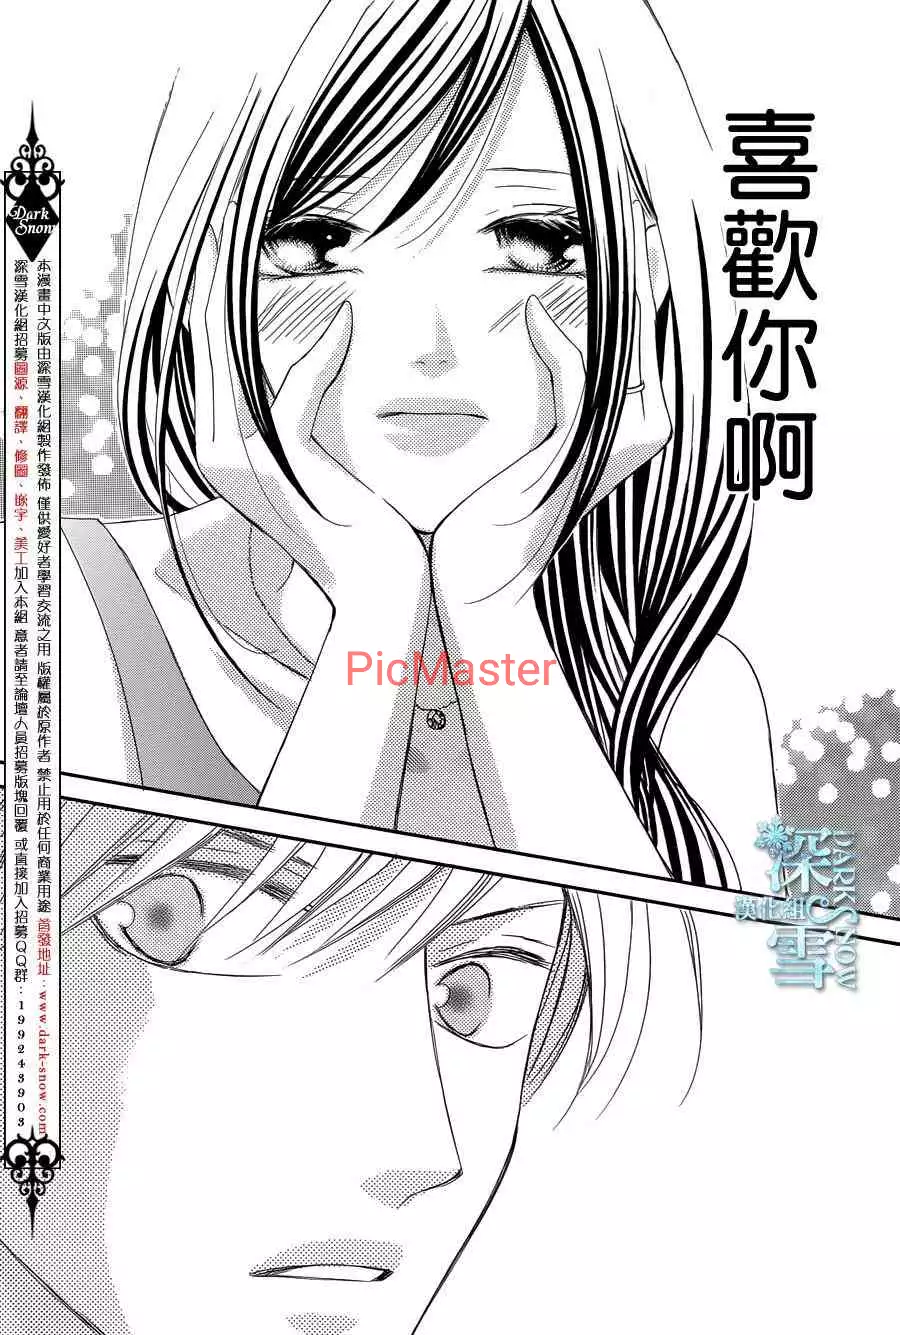 喜歡你啊
Dark
Snow
本漫畫中文版由深雪漢化組製作發佈 僅供愛好者學習交流之用 版權屬於原作者 禁止用於任何商業用途 首發地址:www.dark-snow.com
深雪漢化組招募圖源、翻譯、修圖、嵌字、美工加入本組 意者請至論壇人員招募版塊回覆 或直接加入招募QQ群:199243903
PicMaster
深雪
漢化組
DARK SNOW